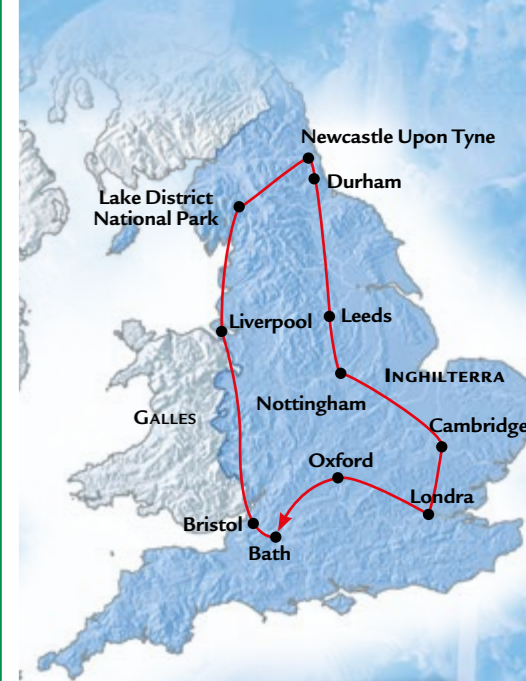 Newcastle Upon Tyne
Durham
Lake District
National Park
Liverpool
Leeds
INGHILTERRA
Nottingham
GALLES
Cambridge
Oxford
Londra
Bristol
Bath